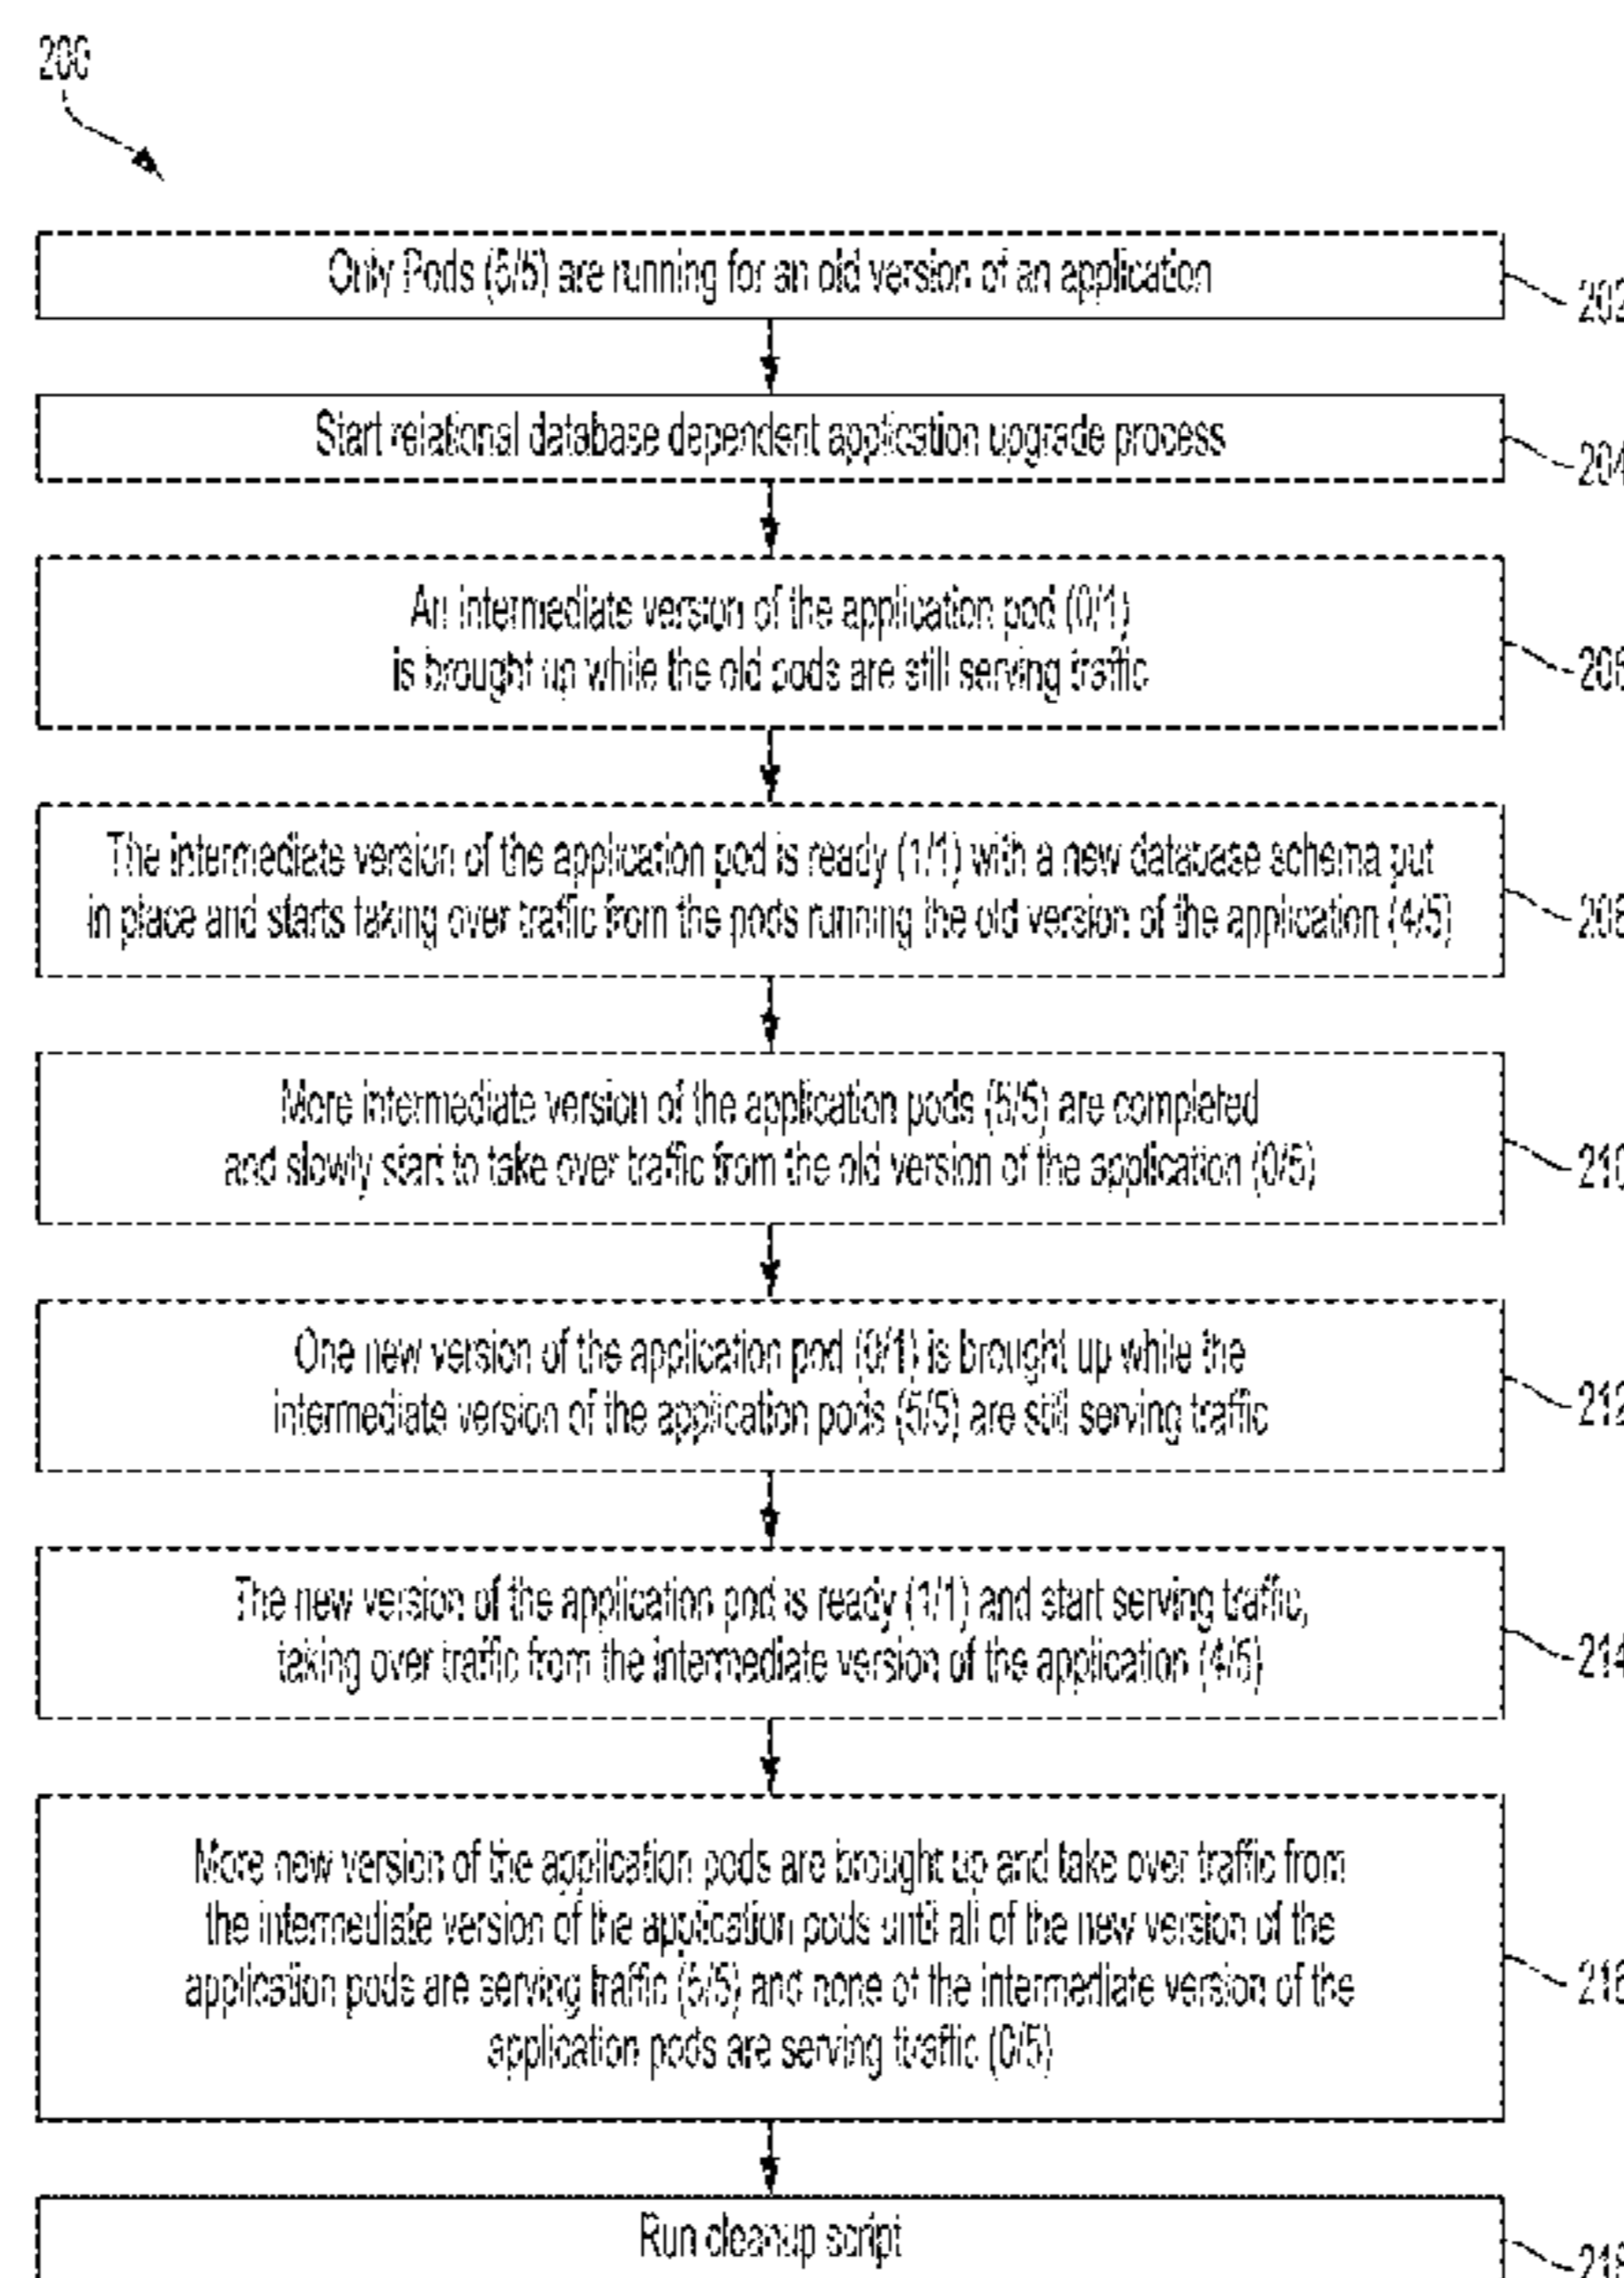 200
Only Pods (5/5) are running for an old version of an application
202
Start relational database dependent application upgrade process
204
An intermediate version of the application pod (0/1)
is brought up while the old pods are still serving traffic
206
The intermediate version of the application pod is ready (1/1) with a new database schema put
in place and starts taking over traffic from the pods running the old version of the application (4/5)
208
More intermediate version of the application pods (5/5) are completed
and slowly start to take over traffic from the old version of the application (0/5)
210
One new version of the application pod (0/1) is brought up while the
intermediate version of the application pods (5/5) are still serving traffic
212
The new version of the application pod is ready (1/1) and start serving traffic,
taking over traffic from the intermediate version of the application (4/5)
214
More new version of the application pods are brought up and take over traffic from
the intermediate version of the application pods until all of the new version of the
application pods are serving traffic (5/5) and none of the intermediate version of the
application pods are serving traffic (0/5)
216
Run cleanup script
218